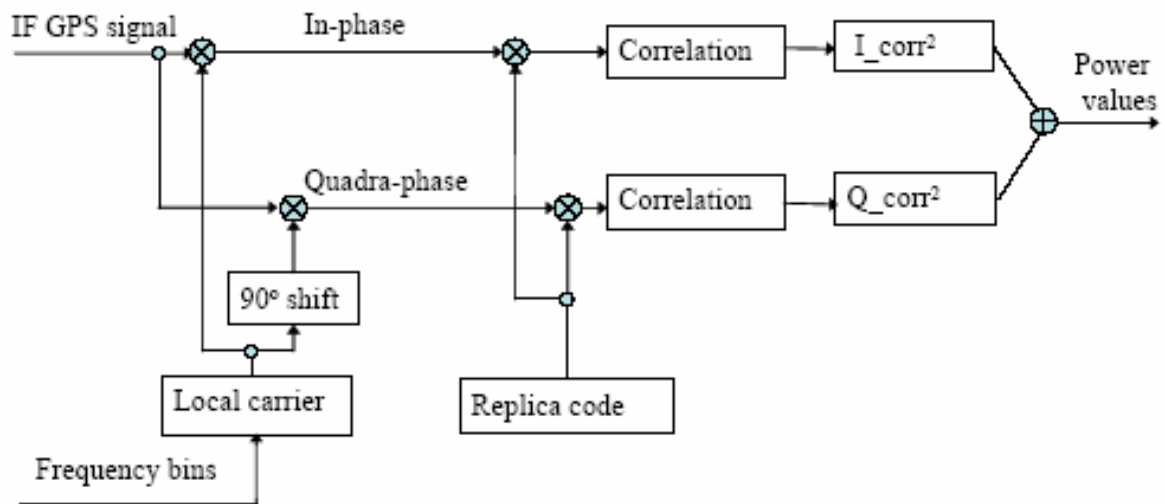 IF GPS signal
In-phase
Correlation
I_corr²
Power
values
Quadra-phase
Correlation
Q_corr²
90° shift
Local carrier
Replica code
Frequency bins